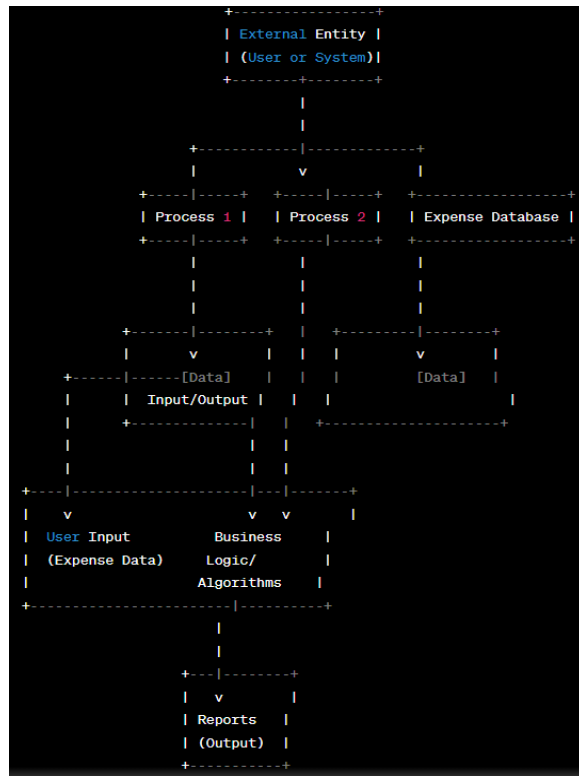 External Entity
(User or System)
v
Process 1 Process 2 Expense Database
v v
[Data] [Data]
Input/Output
v v v
User Input Business
(Expense Data) Logic/
Algorithms
v
Reports
(Output)